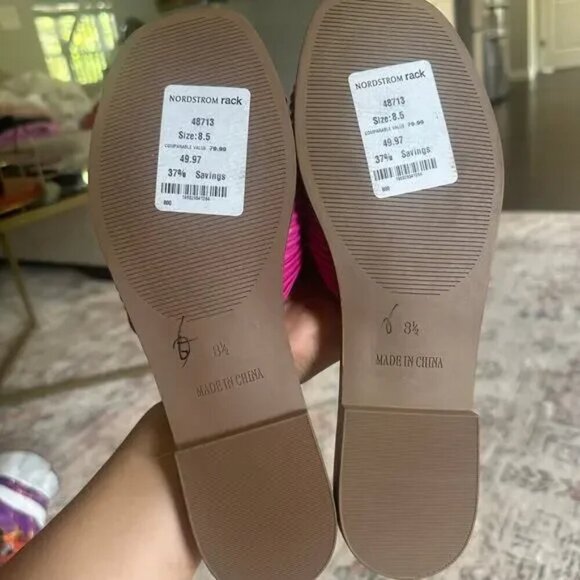 NORDSTROM rack
48713
Size: 8.5
COMPARABLE VALUE 79.99
49.97
37% Savings
800
NORDSTROM rack
48713
Size: 8.5
COMPARABLE VALUE 79.99
49.97
37% Savings
800
8½
MADE IN CHINA
8½
MADE IN CHINA